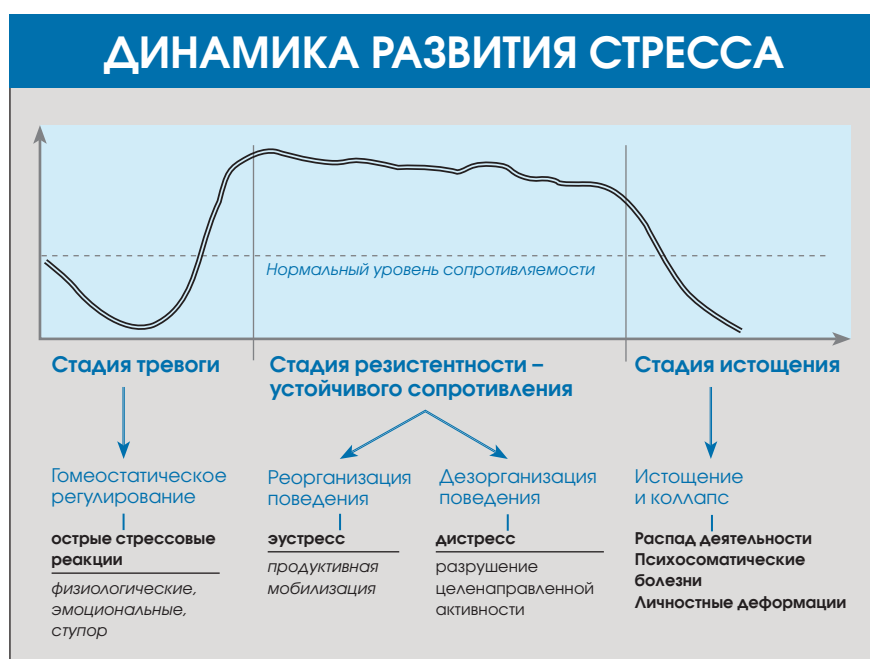 ДИНАМИКА РАЗВИТИЯ СТРЕССА
Нормальный уровень сопротивляемости
Стадия тревоги
Стадия резистентности –
устойчивого сопротивления
Стадия истощения
Гомеостатическое
регулирование
Реорганизация
поведения
Дезорганизация
поведения
Истощение
и коллапс
острые стрессовые
реакции
физиологические,
эмоциональные,
ступор
эустресс
продуктивная
мобилизация
дистресс
разрушение
целенаправленной
активности
Распад деятельности
Психосоматические
болезни
Личностные деформации